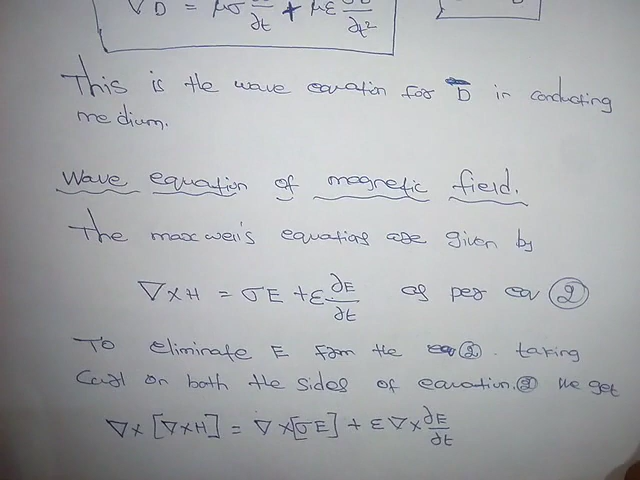 ∇ D = μσ ∂D/∂t + με ∂²D/∂t²
This is the wave equation for D in conducting
medium.
Wave equation of magnetic field.
The maxwell's equations are given by
∇×H = σE + ε ∂E/∂t as per eq ②
To eliminate E from the eq ②. taking
Curl on both the sides of equation.② we get
∇×[∇×H] = ∇×[σE] + ε∇×∂E/∂t